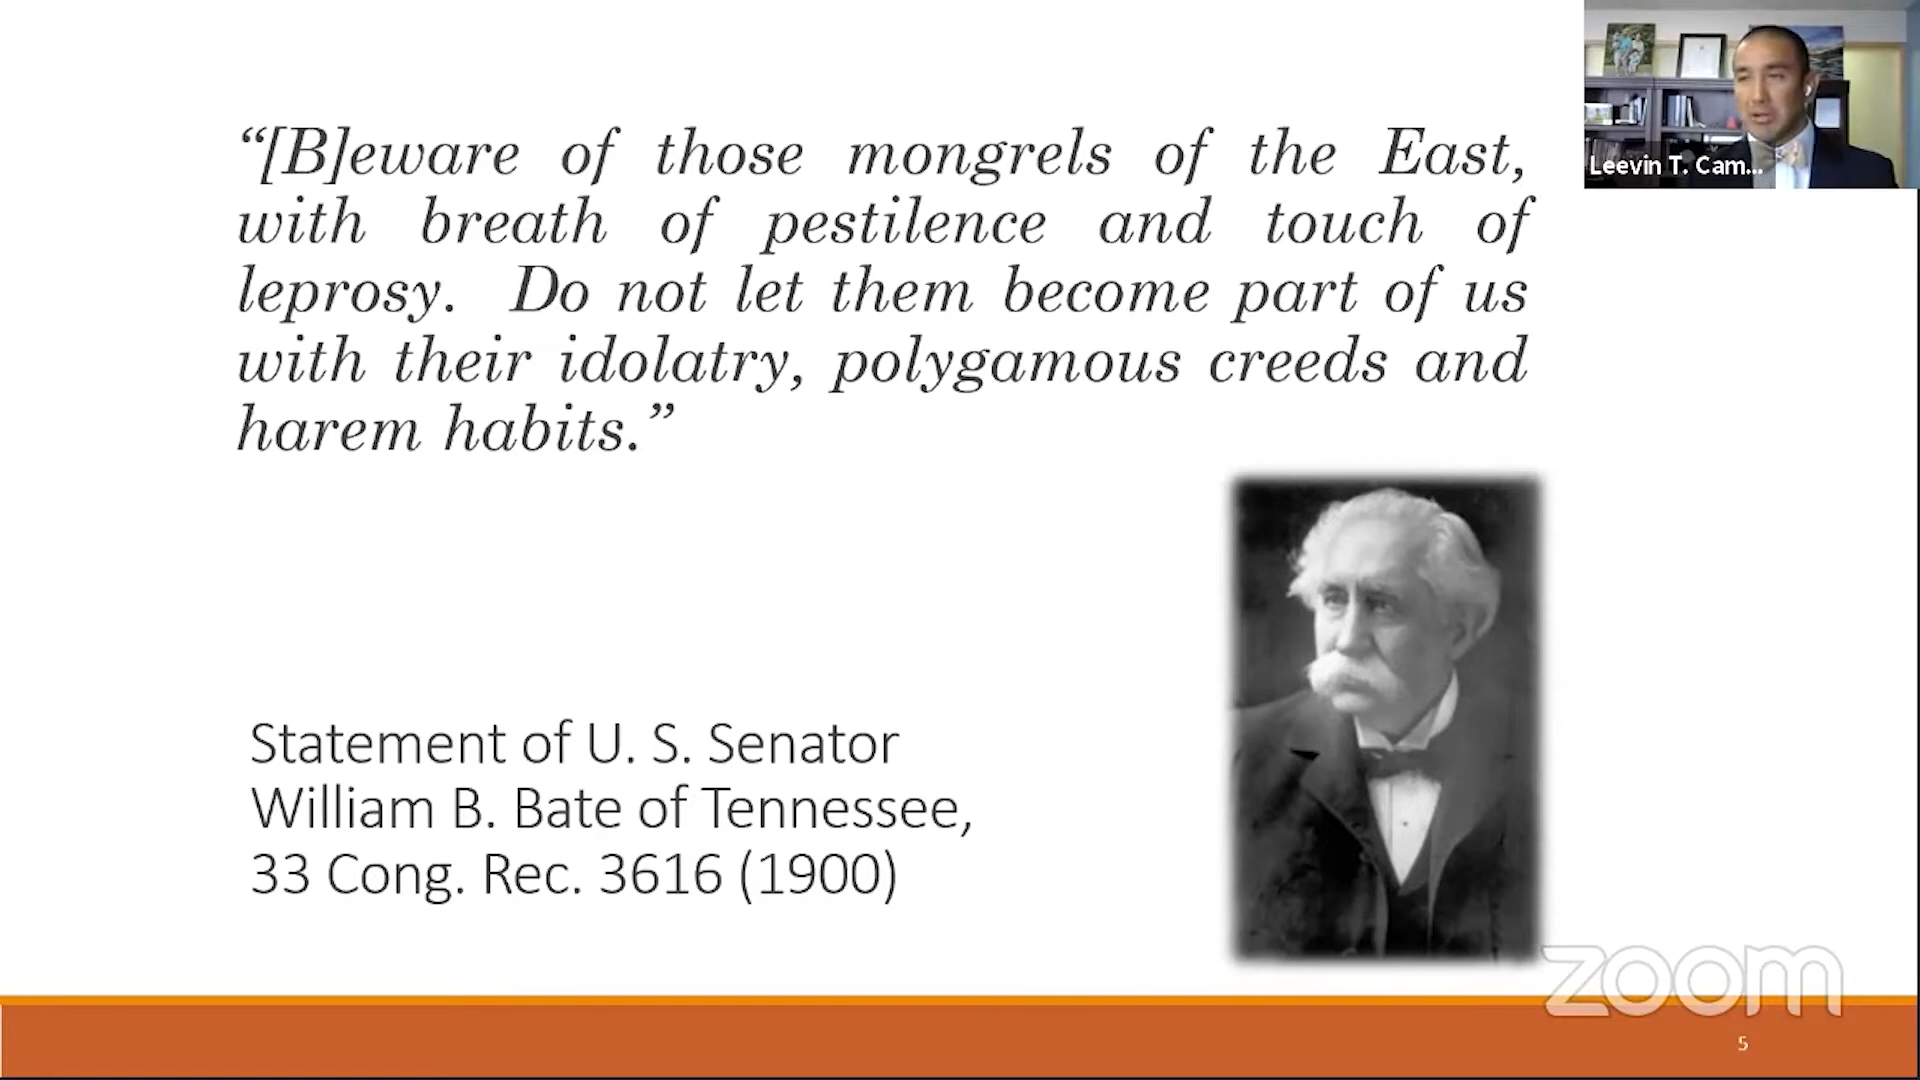 “[B]eware of those mongrels of the East,
with breath of pestilence and touch of
leprosy. Do not let them become part of us
with their idolatry, polygamous creeds and
harem habits.”
Statement of U. S. Senator
William B. Bate of Tennessee,
33 Cong. Rec. 3616 (1900)
Leevin T. Cam...
zoom
5